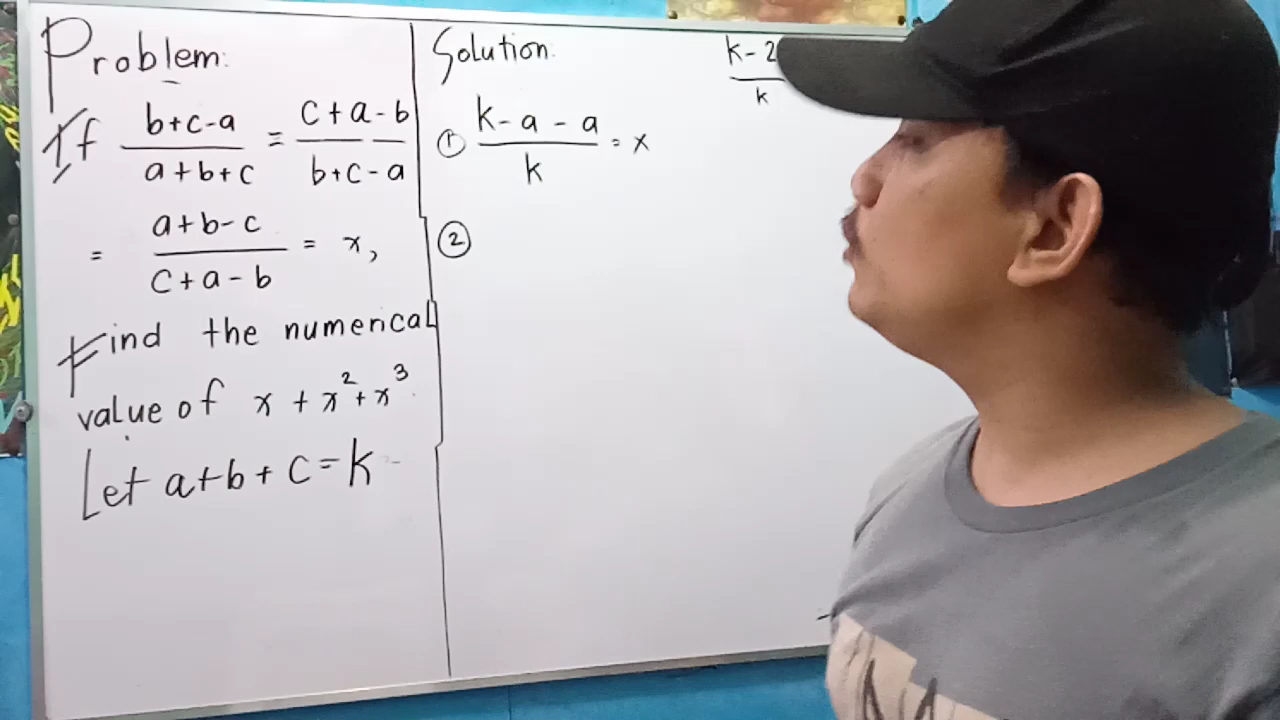 Problem:
If b+c-a / a+b+c = c+a-b / b+c-a
= a+b-c / c+a-b = x,
Find the numerical
value of x + x² + x³
Let a+b+c=k
Solution:
① k-a-a / k = x
②
k-2 / k